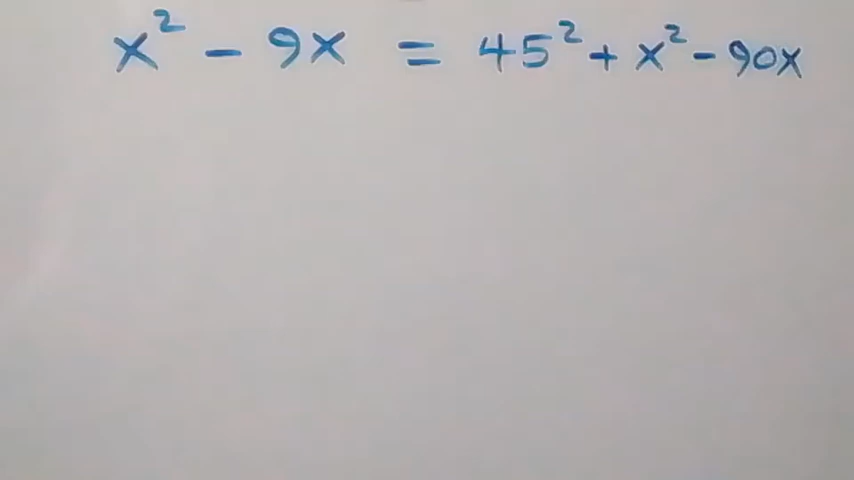 x² - 9x = 45² + x² - 90x